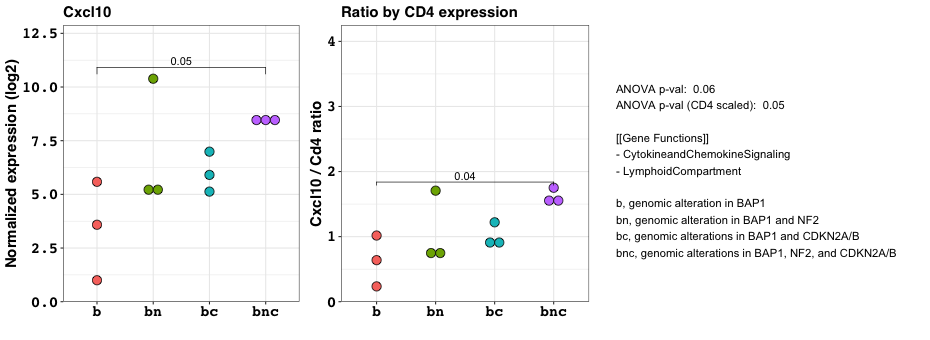 Cxcl10
Normalized expression (log2)
12.5
10.0
7.5
5.0
2.5
0.0
0.05
b bn bc bnc
Ratio by CD4 expression
Cxcl10 / Cd4 ratio
4
3
2
1
0
0.04
b bn bc bnc
ANOVA p-val: 0.06
ANOVA p-val (CD4 scaled): 0.05
[[Gene Functions]]
- CytokineandChemokineSignaling
- LymphoidCompartment
b, genomic alteration in BAP1
bn, genomic alteration in BAP1 and NF2
bc, genomic alterations in BAP1 and CDKN2A/B
bnc, genomic alterations in BAP1, NF2, and CDKN2A/B